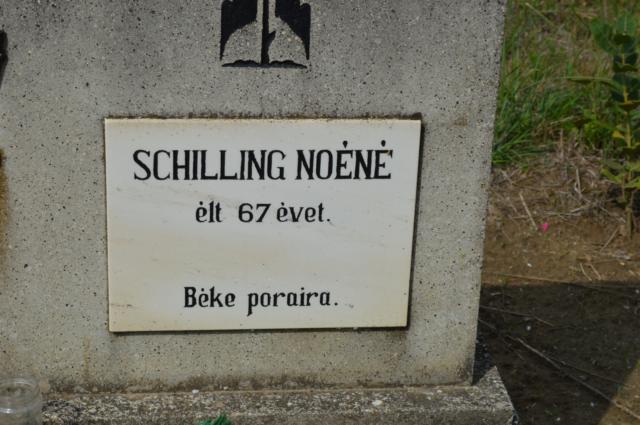 SCHILLING NOÉNÉ
élt 67 évet.
Béke poraira.